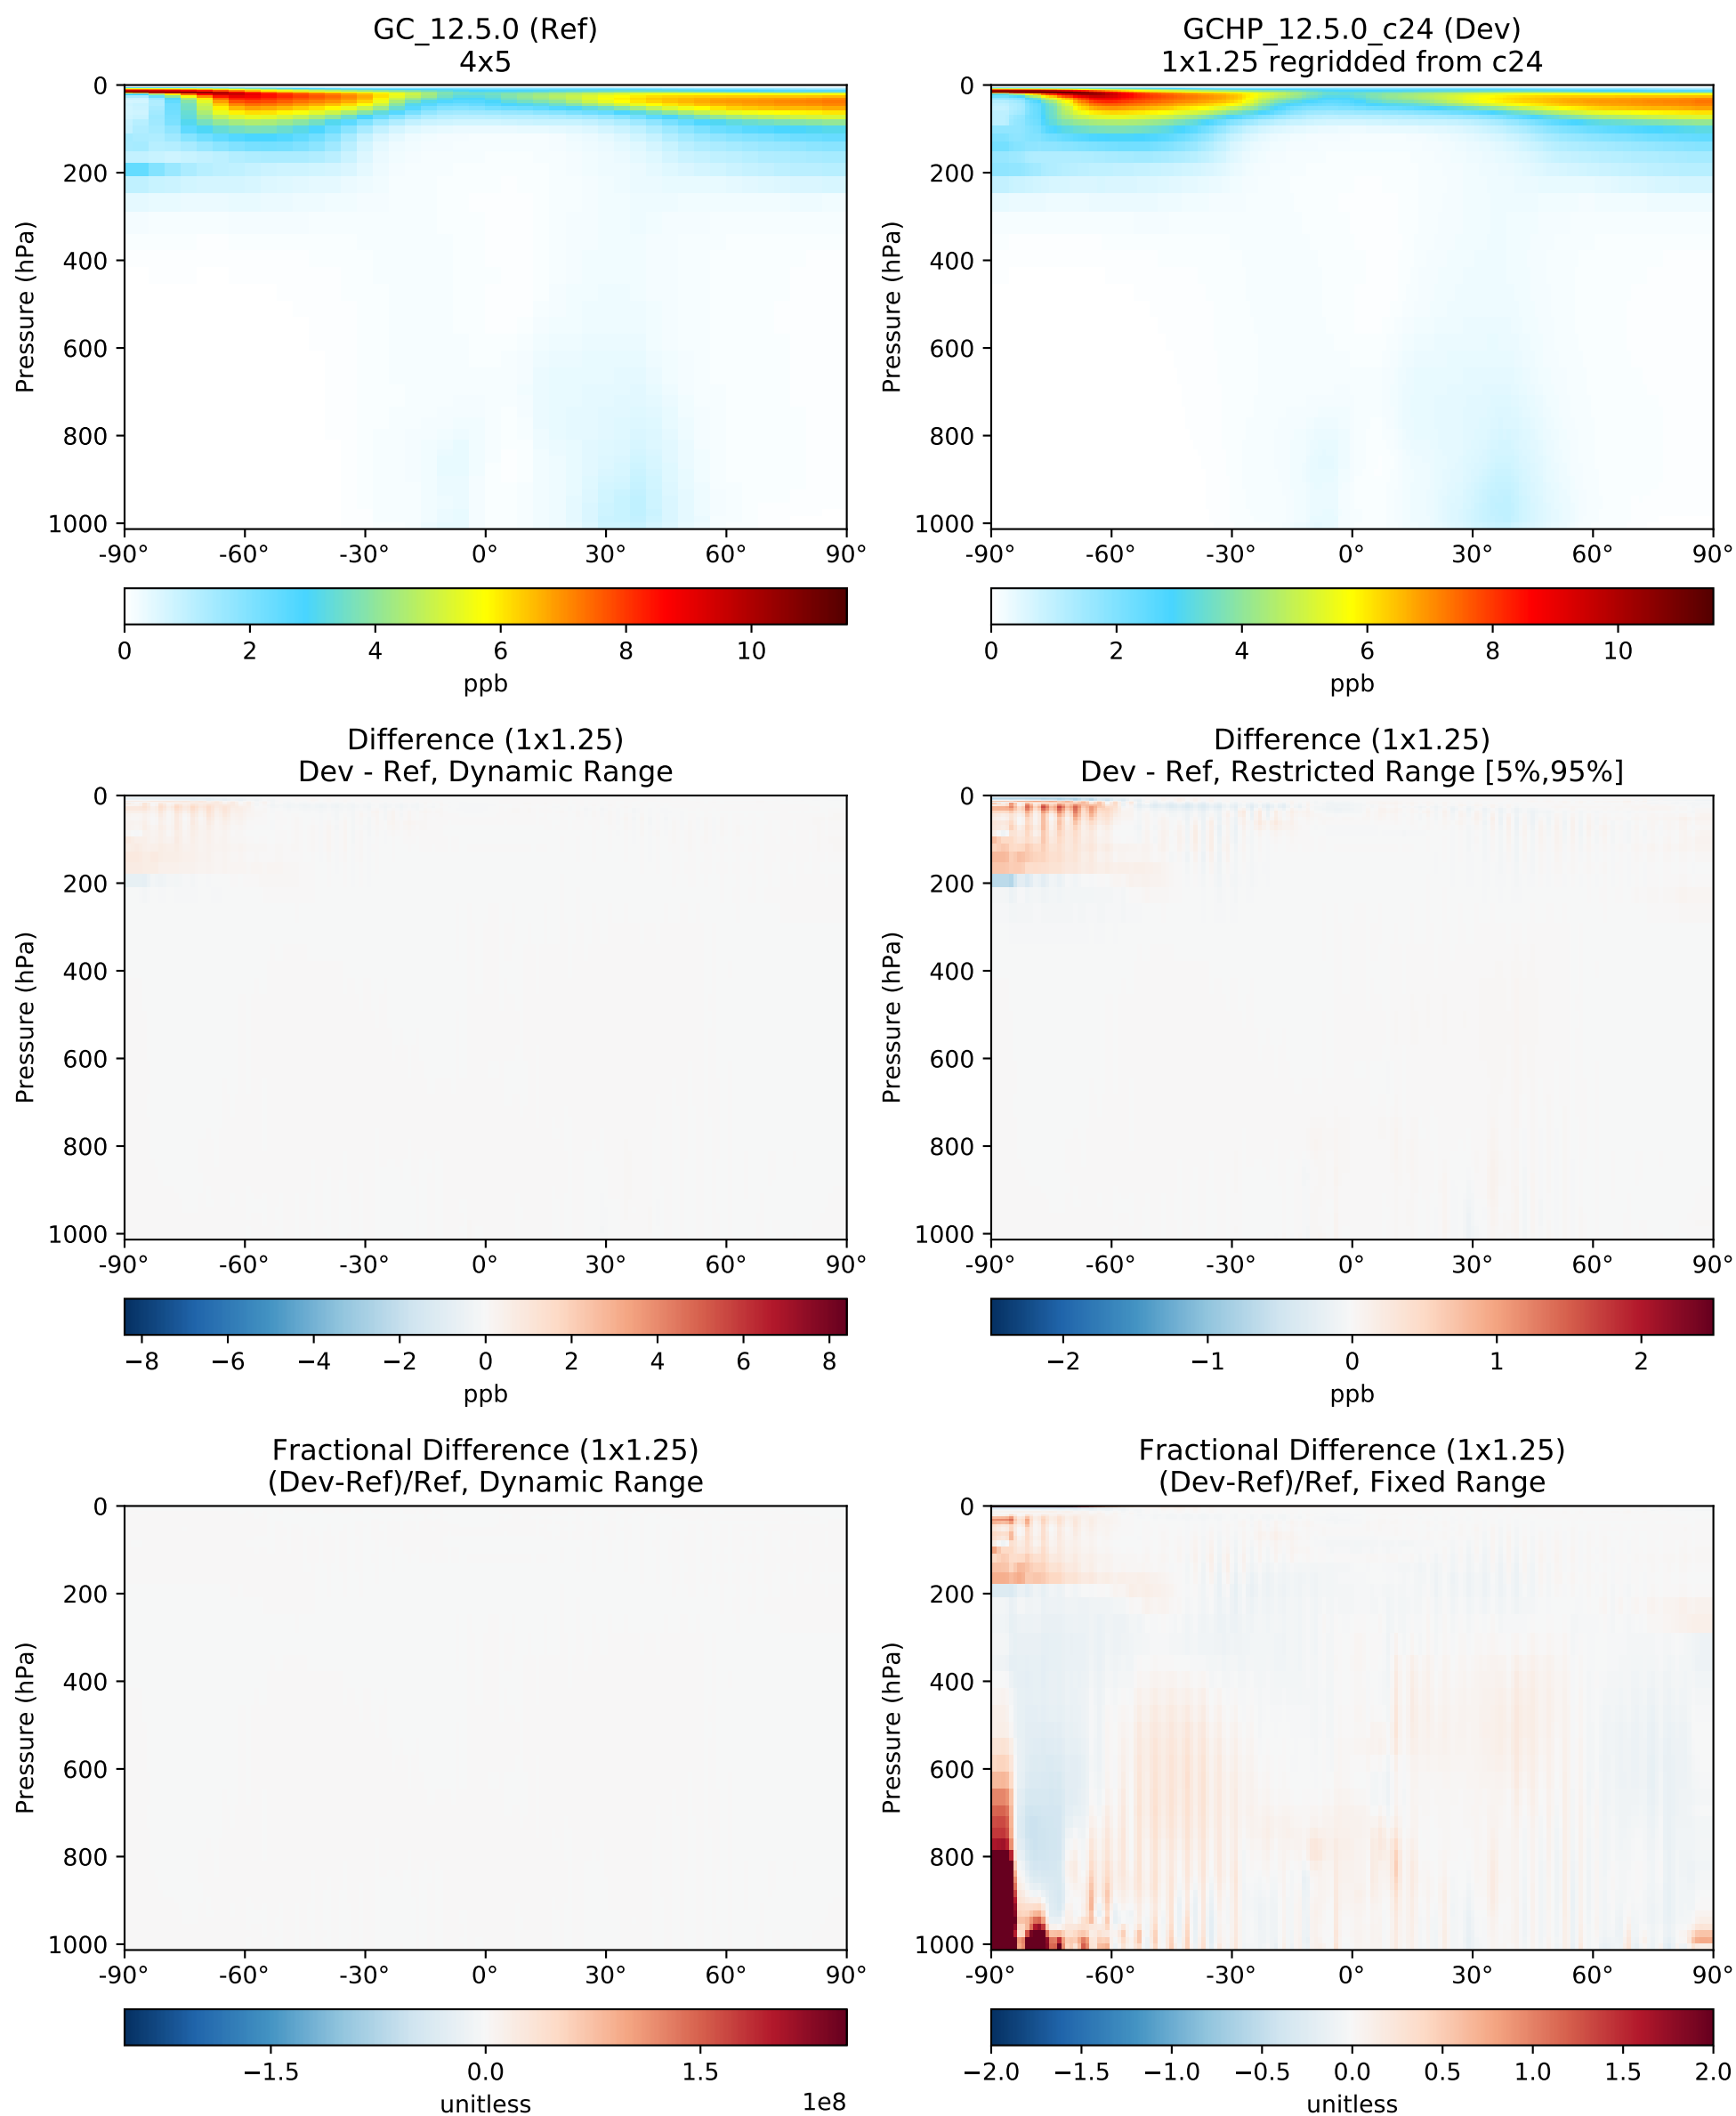 GC_12.5.0 (Ref)
4x5
GCHP_12.5.0_c24 (Dev)
1x1.25 regridded from c24
0
200
400
600
800
1000
Pressure (hPa)
-90° -60° -30° 0° 30° 60° 90°
0 2 4 6 8 10
ppb
0
200
400
600
800
1000
Pressure (hPa)
-90° -60° -30° 0° 30° 60° 90°
0 2 4 6 8 10
ppb
Difference (1x1.25)
Dev - Ref, Dynamic Range
0
200
400
600
800
1000
Pressure (hPa)
-90° -60° -30° 0° 30° 60° 90°
−8 −6 −4 −2 0 2 4 6 8
ppb
Difference (1x1.25)
Dev - Ref, Restricted Range [5%,95%]
0
200
400
600
800
1000
Pressure (hPa)
-90° -60° -30° 0° 30° 60° 90°
−2 −1 0 1 2
ppb
Fractional Difference (1x1.25)
(Dev-Ref)/Ref, Dynamic Range
0
200
400
600
800
1000
Pressure (hPa)
-90° -60° -30° 0° 30° 60° 90°
−1.5 0.0 1.5
unitless
1e8
Fractional Difference (1x1.25)
(Dev-Ref)/Ref, Fixed Range
0
200
400
600
800
1000
Pressure (hPa)
-90° -60° -30° 0° 30° 60° 90°
−2.0 −1.5 −1.0 −0.5 0.0 0.5 1.0 1.5 2.0
unitless